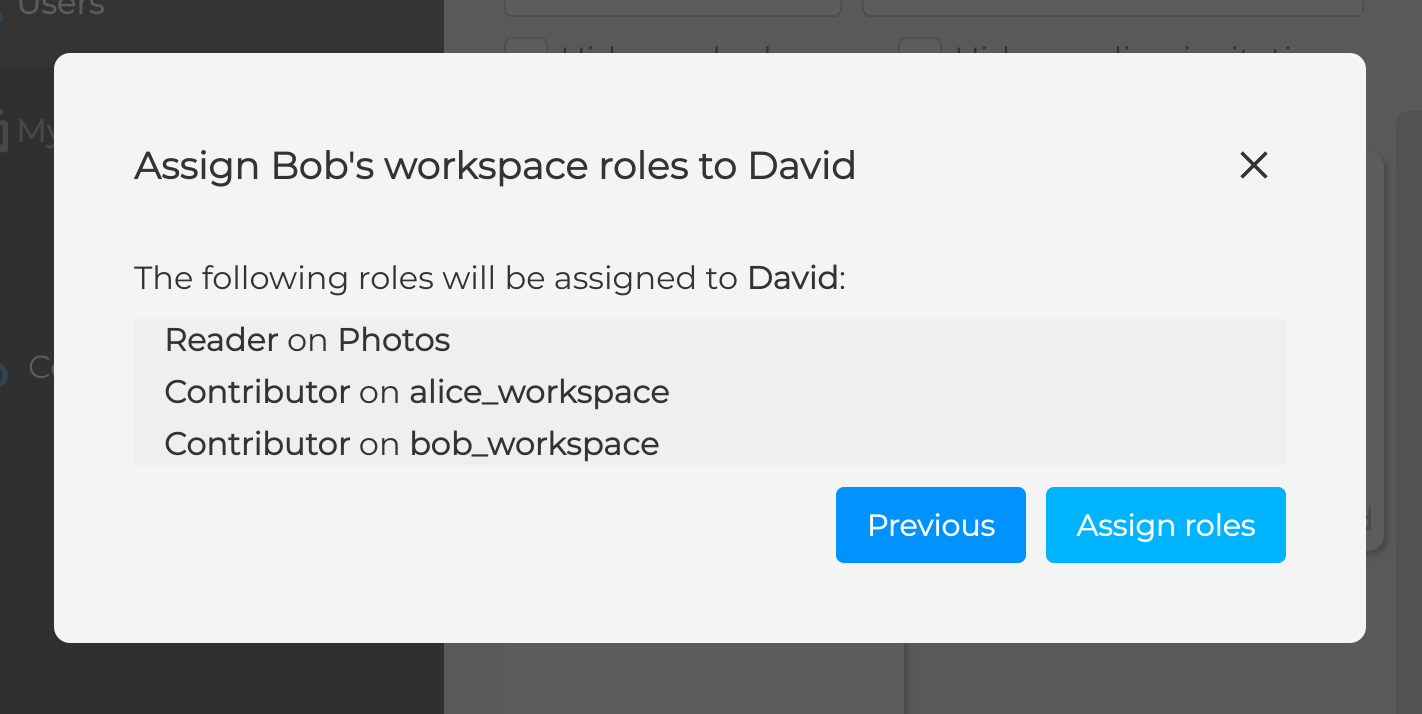 Users
My
Assign Bob's workspace roles to David
The following roles will be assigned to David:
Reader on Photos
Contributor on alice_workspace
Contributor on bob_workspace
Previous
Assign roles